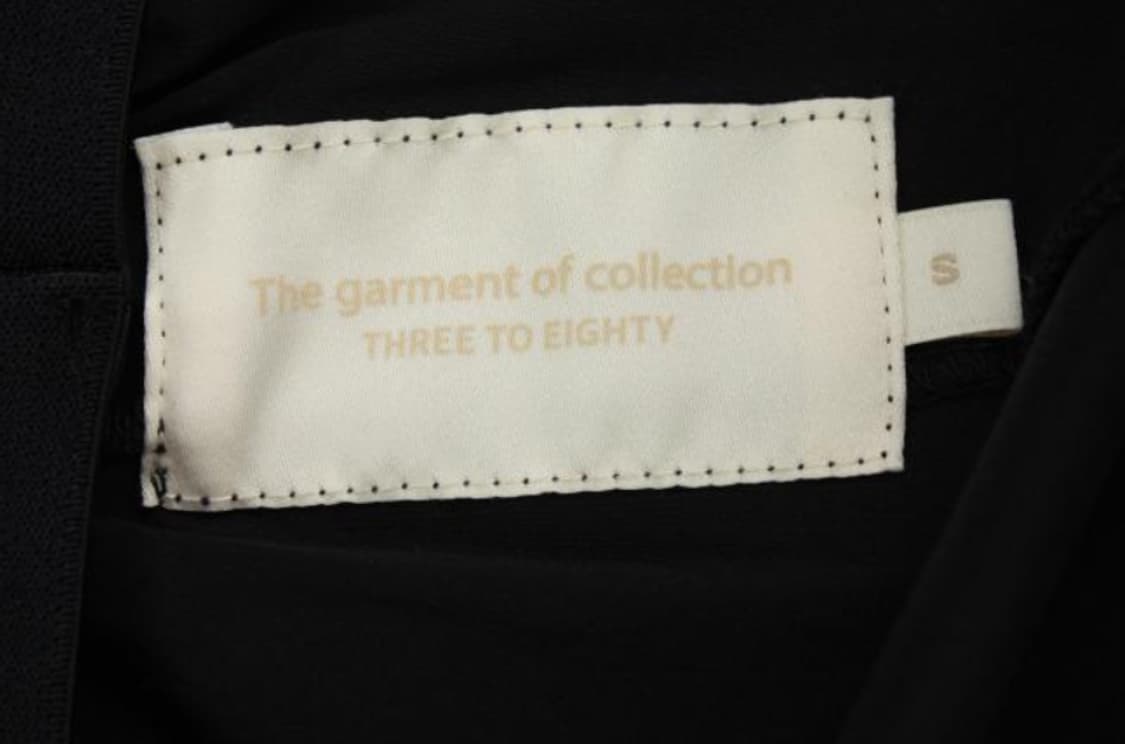 The garment of collection
THREE TO EIGHTY
S